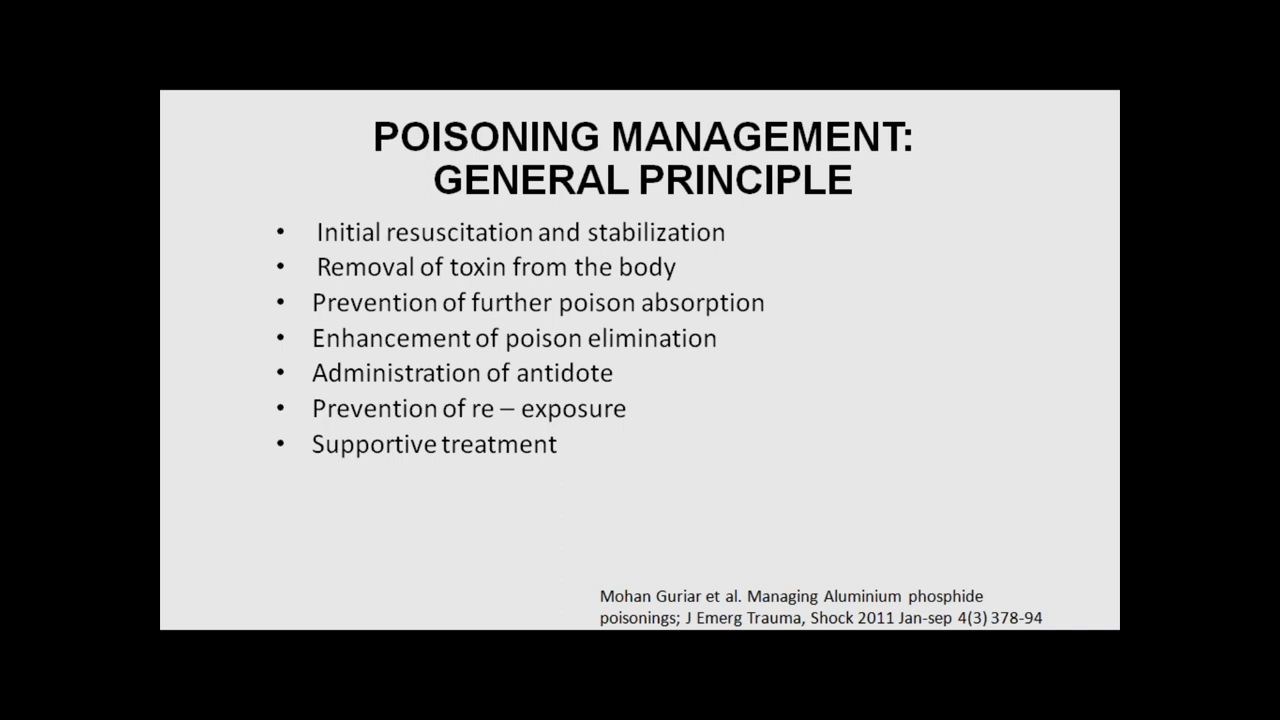 POISONING MANAGEMENT:
GENERAL PRINCIPLE
• Initial resuscitation and stabilization
• Removal of toxin from the body
• Prevention of further poison absorption
• Enhancement of poison elimination
• Administration of antidote
• Prevention of re – exposure
• Supportive treatment
Mohan Guriar et al. Managing Aluminium phosphide
poisonings; J Emerg Trauma, Shock 2011 Jan-sep 4(3) 378-94